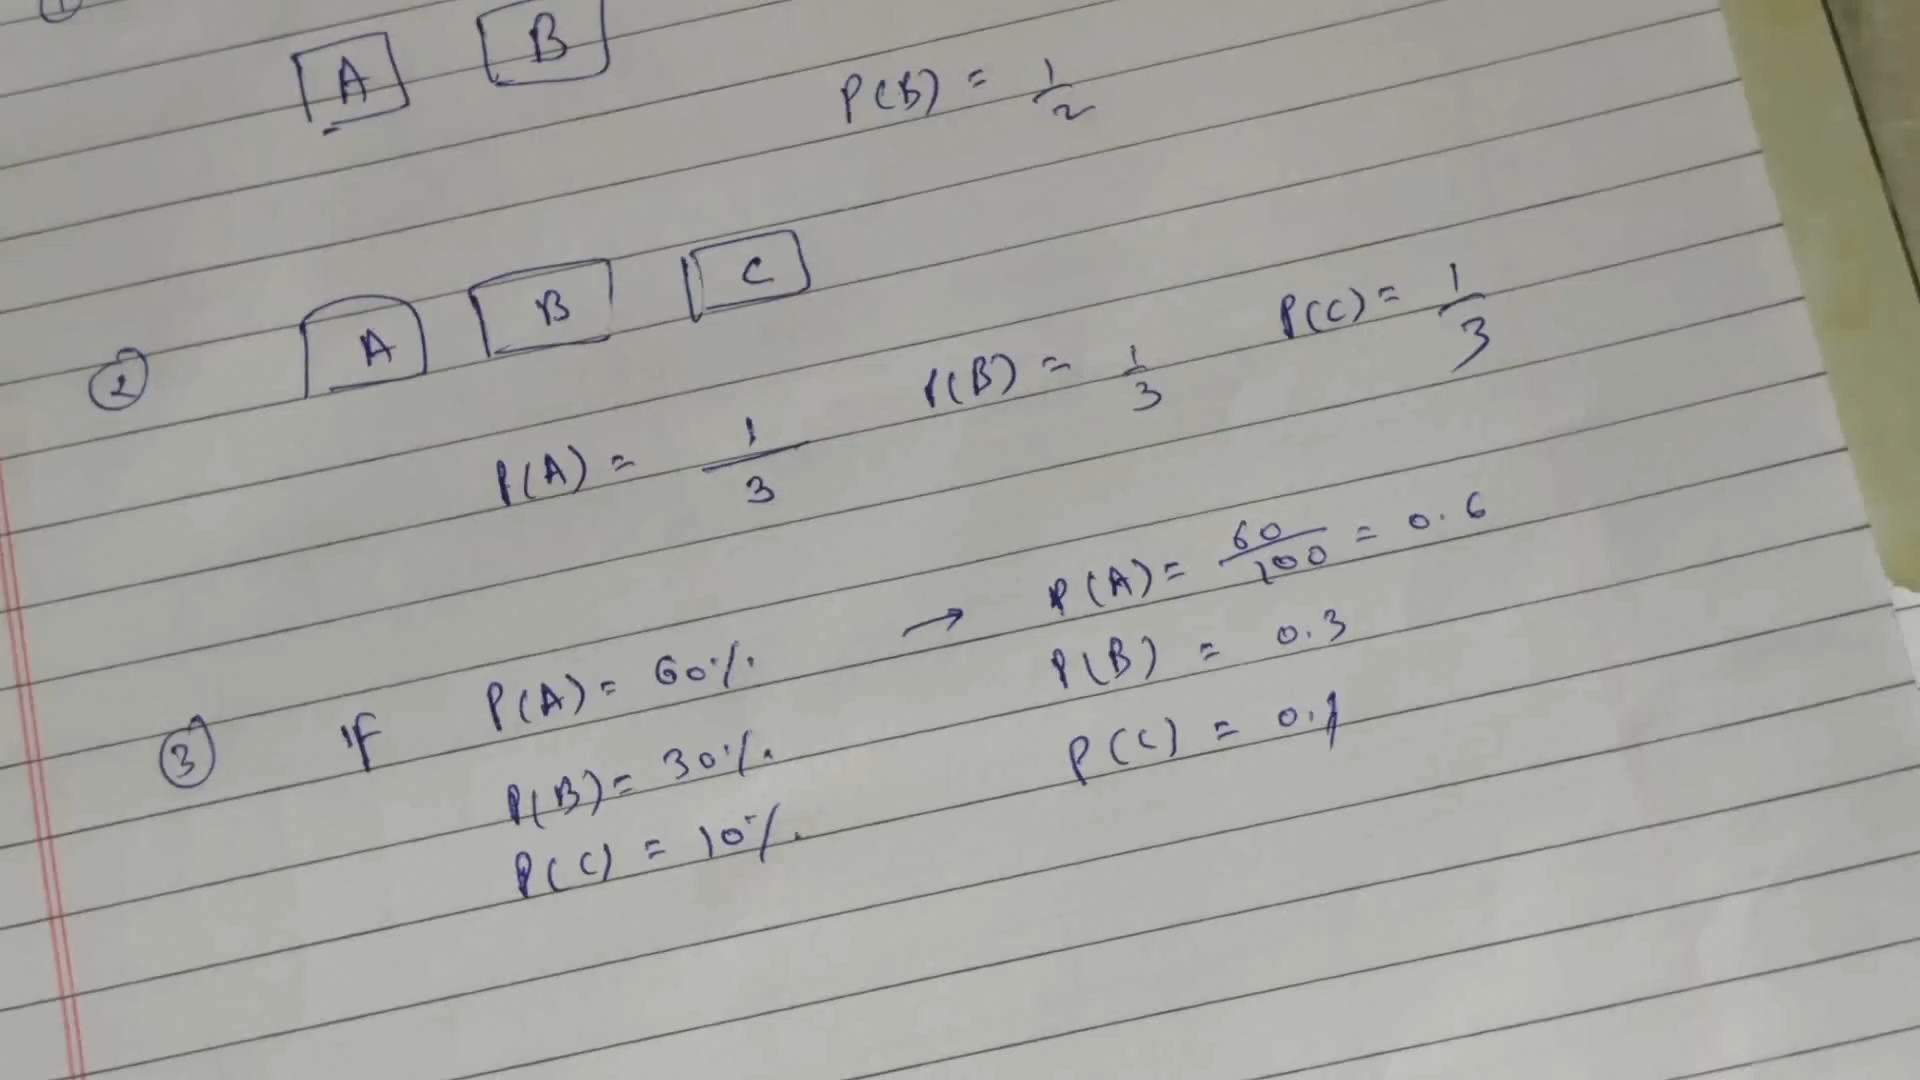 A B
P(B) = 1/2
② A B C
P(A) = 1/3 P(B) = 1/3 P(C) = 1/3
③ If P(A) = 60% → P(A) = 60/100 = 0.6
P(B) = 30% P(B) = 0.3
P(C) = 10% P(C) = 0.1